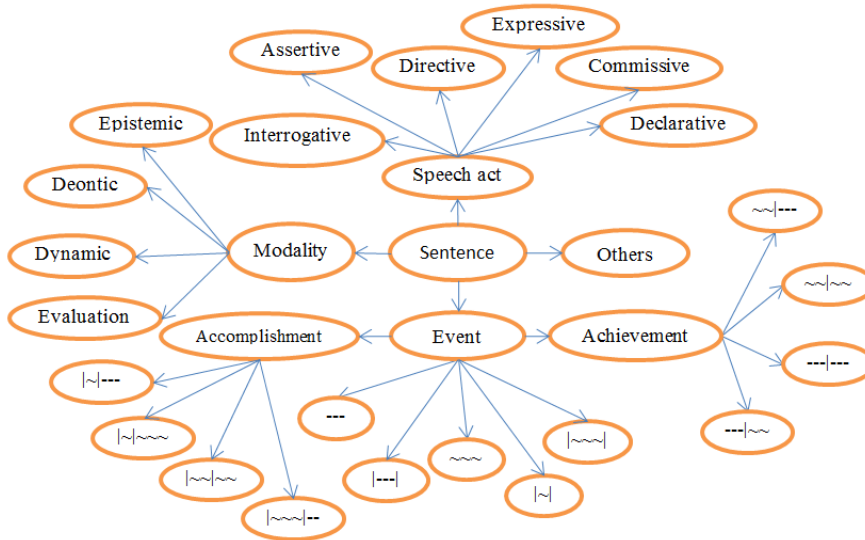 Expressive
Assertive
Directive
Commissive
Epistemic
Interrogative
Declarative
Speech act
Deontic
~~|---
Dynamic
Modality
Sentence
Others
~~|~~
Evaluation
Accomplishment
Event
Achievement
---|---
|~|---
---
---|~~
|~|~~~
|~~~|
~~~
|~~|~~
|---|
|~|
|~~~|--